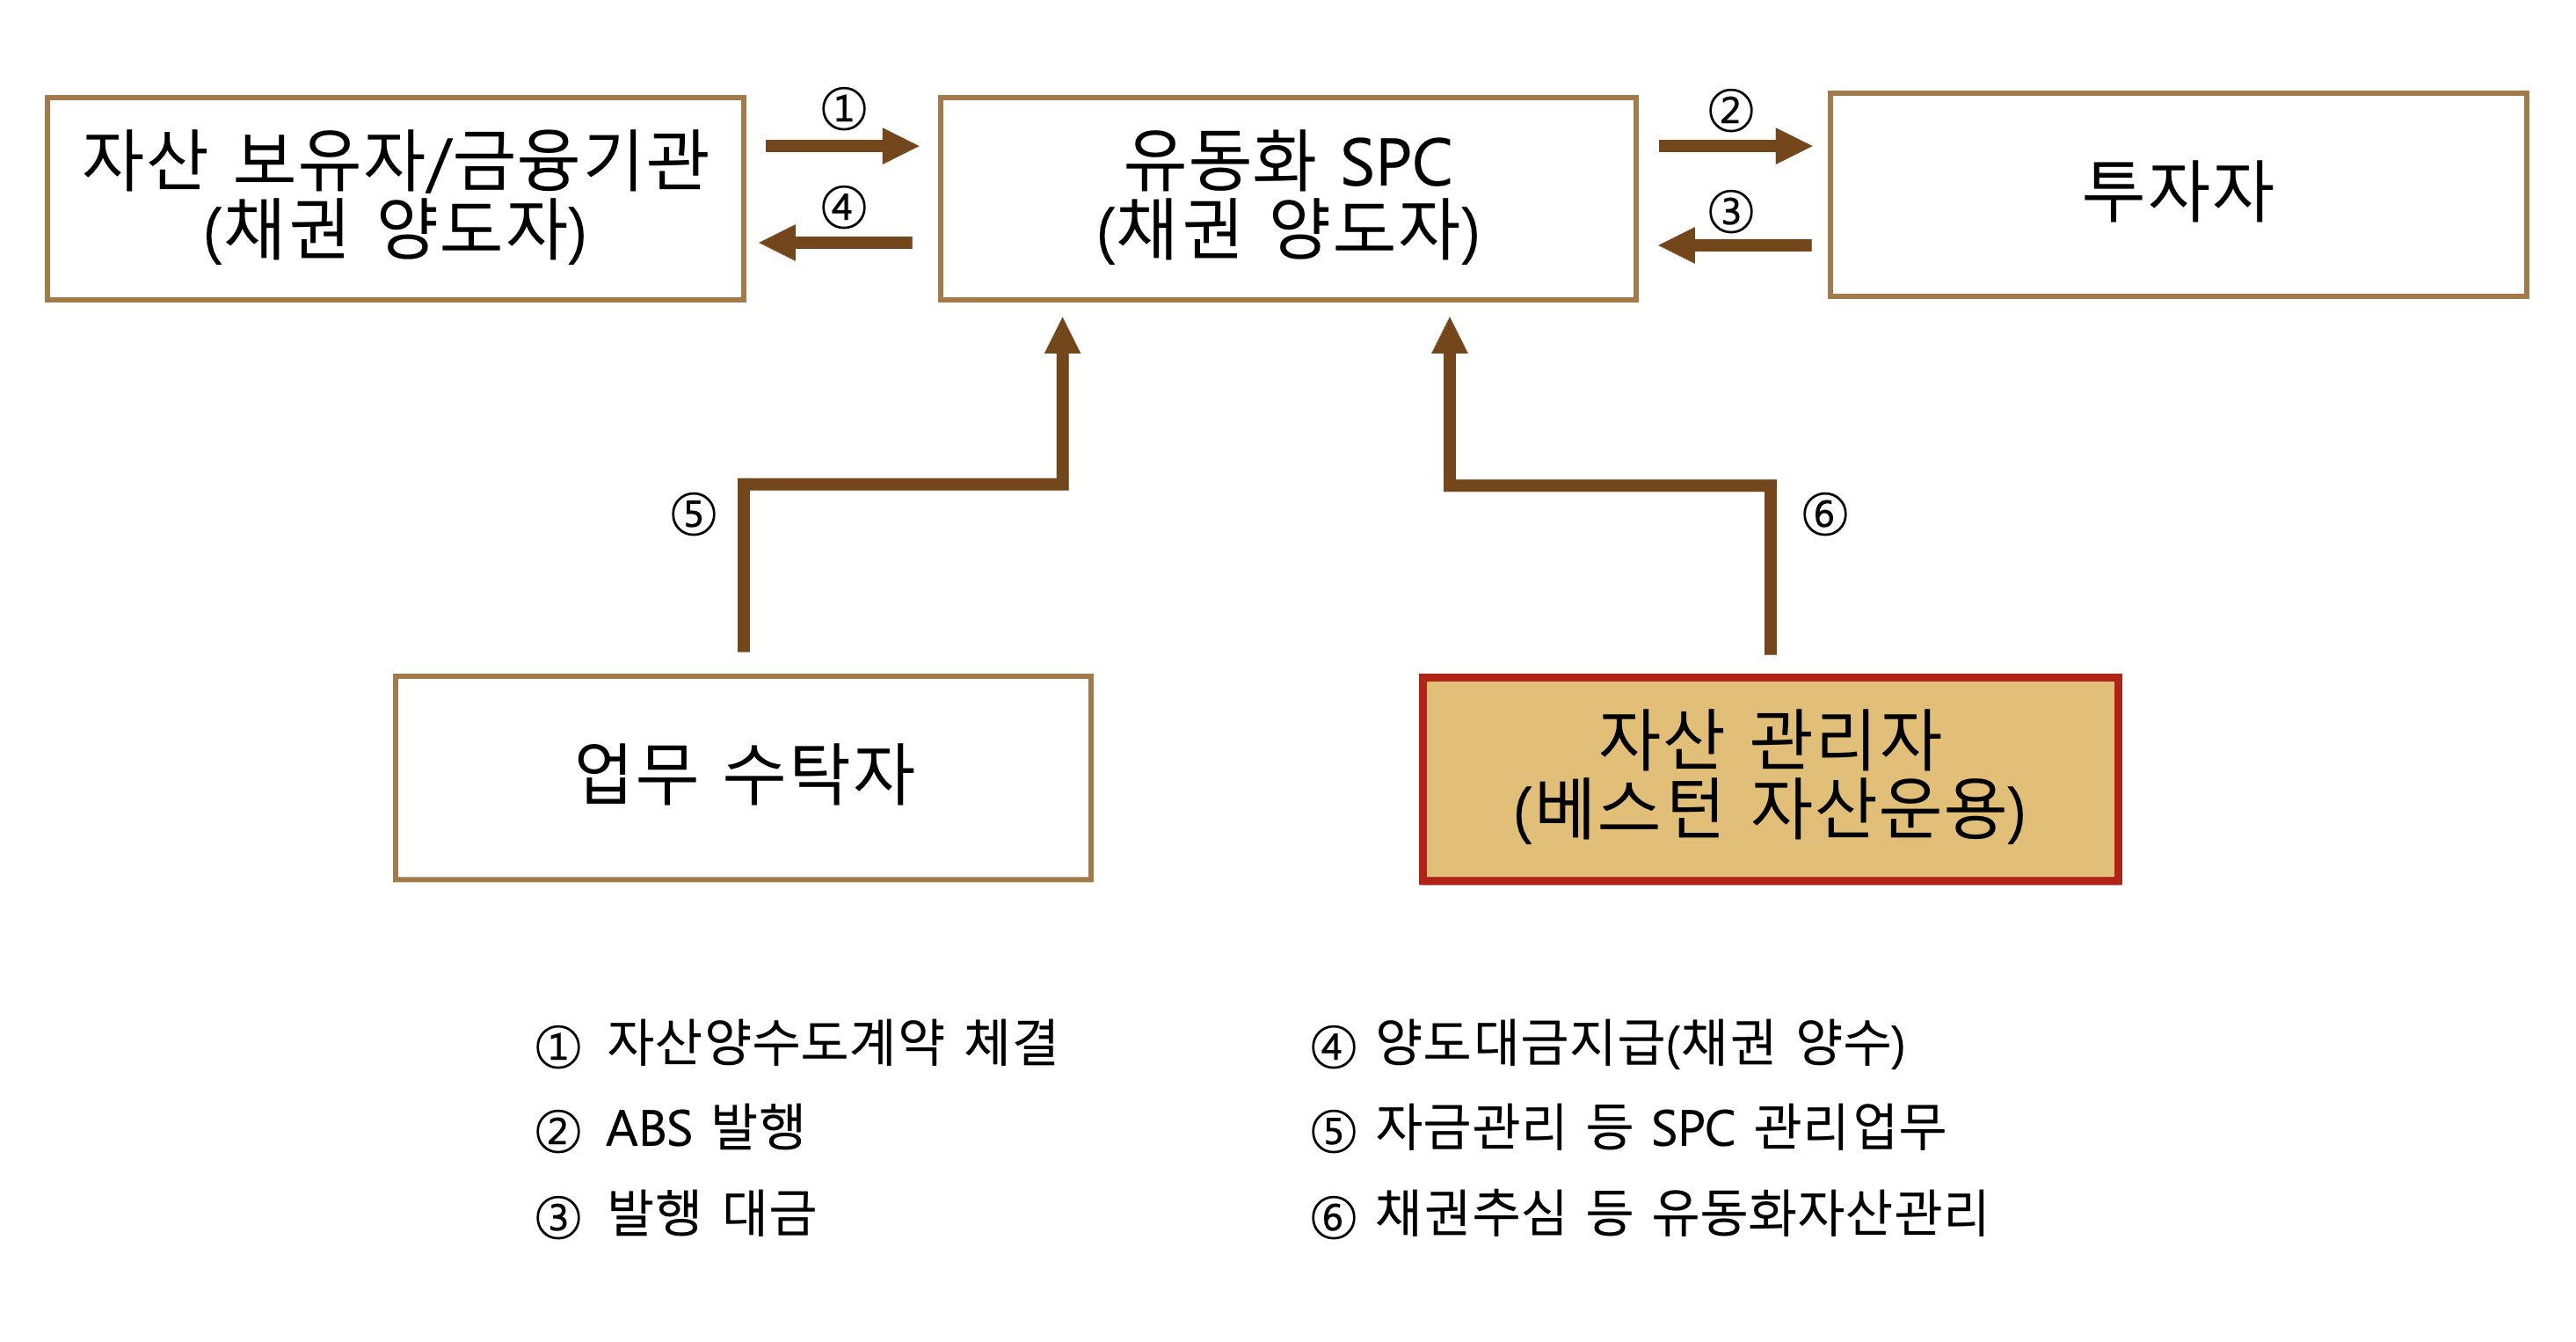 자산 보유자/금융기관
(채권 양도자)
①
④
유동화 SPC
(채권 양도자)
②
③
투자자
⑤
⑥
업무 수탁자
자산 관리자
(베스턴 자산운용)
① 자산양수도계약 체결
② ABS 발행
③ 발행 대금
④ 양도대금지급(채권 양수)
⑤ 자금관리 등 SPC 관리업무
⑥ 채권추심 등 유동화자산관리